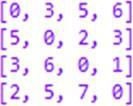 [0, 3, 5, 6]
[5, 0, 2, 3]
[3, 6, 0, 1]
[2, 5, 7, 0]